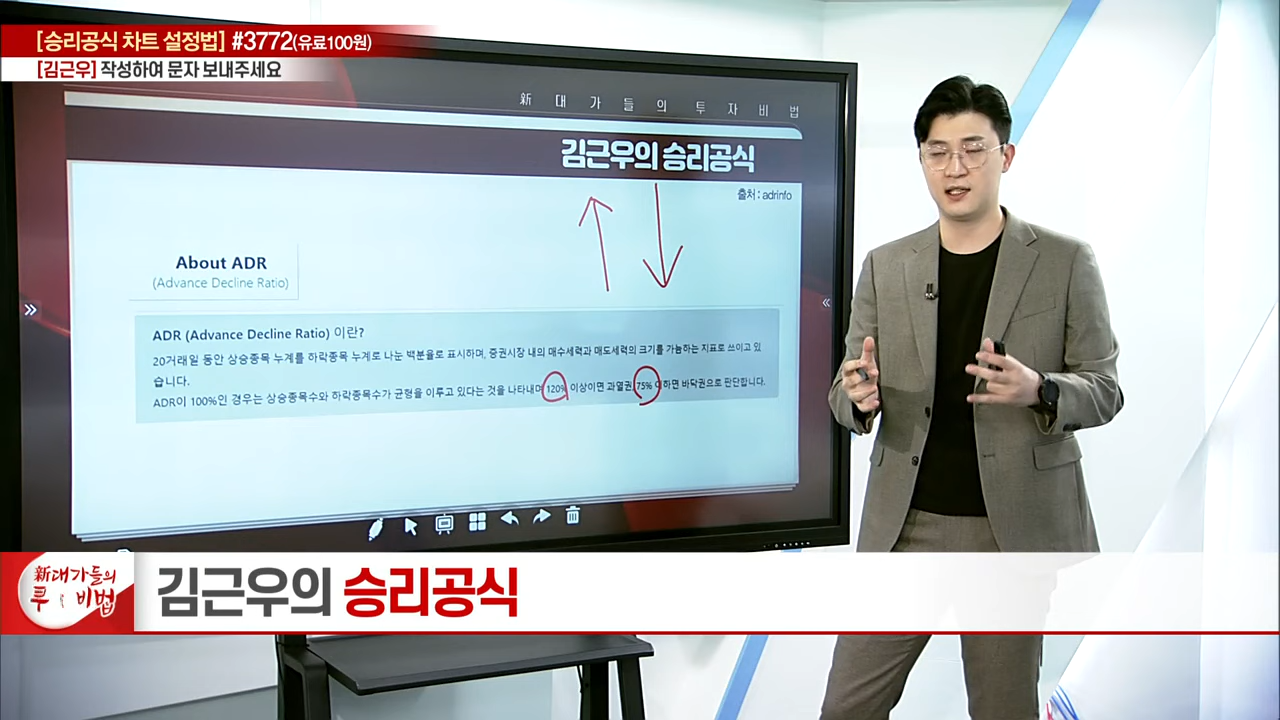 [승리공식 차트 설정법] #3772(유료100원)
[김근우] 작성하여 문자 보내주세요
新 대 가 들 의 투 자 비 법
김근우의 승리공식
출처 : adrinfo
About ADR
(Advance Decline Ratio)
ADR (Advance Decline Ratio) 이란?
20거래일 동안 상승종목 누계를 하락종목 누계로 나눈 백분율로 표시하며, 증권시장 내의 매수세력과 매도세력의 크기를 가늠하는 지표로 쓰이고 있
습니다.
ADR이 100%인 경우는 상승종목수와 하락종목수가 균형을 이루고 있다는 것을 나타내며 120% 이상이면 과열권 75% 이하면 바닥권으로 판단합니다.
新대가들의
비법
김근우의 승리공식